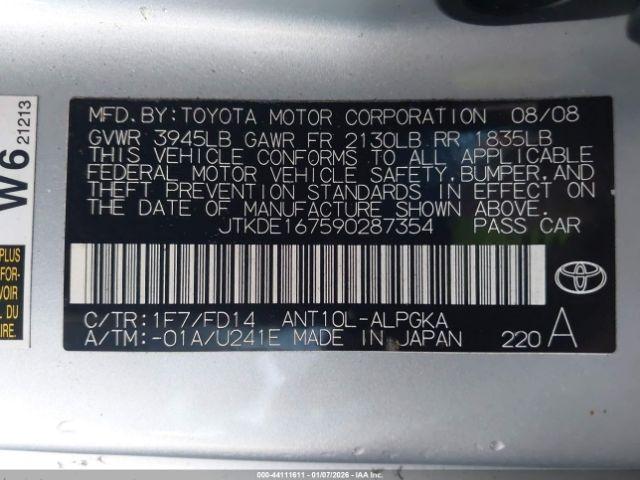 MFD.BY:TOYOTA MOTOR CORPORATION 08/08
GVWR 3945LB GAWR FR 2130LB RR 1835LB
THIS VEHICLE CONFORMS TO ALL APPLICABLE
FEDERAL MOTOR VEHICLE SAFETY,BUMPER,AND
THEFT PREVENTION STANDARDS IN EFFECT ON
THE DATE OF MANUFACTURE SHOWN ABOVE.
JTKDE167590287354 PASS CAR
C/TR:1F7/FD14 ANT10L-ALPGKA
A/TM:-01A/U241E MADE IN JAPAN 220 A
W6
21213
PLUS
FOR-
VOIR
E
000-44111611 - 01/07/2026 - IAA Inc.